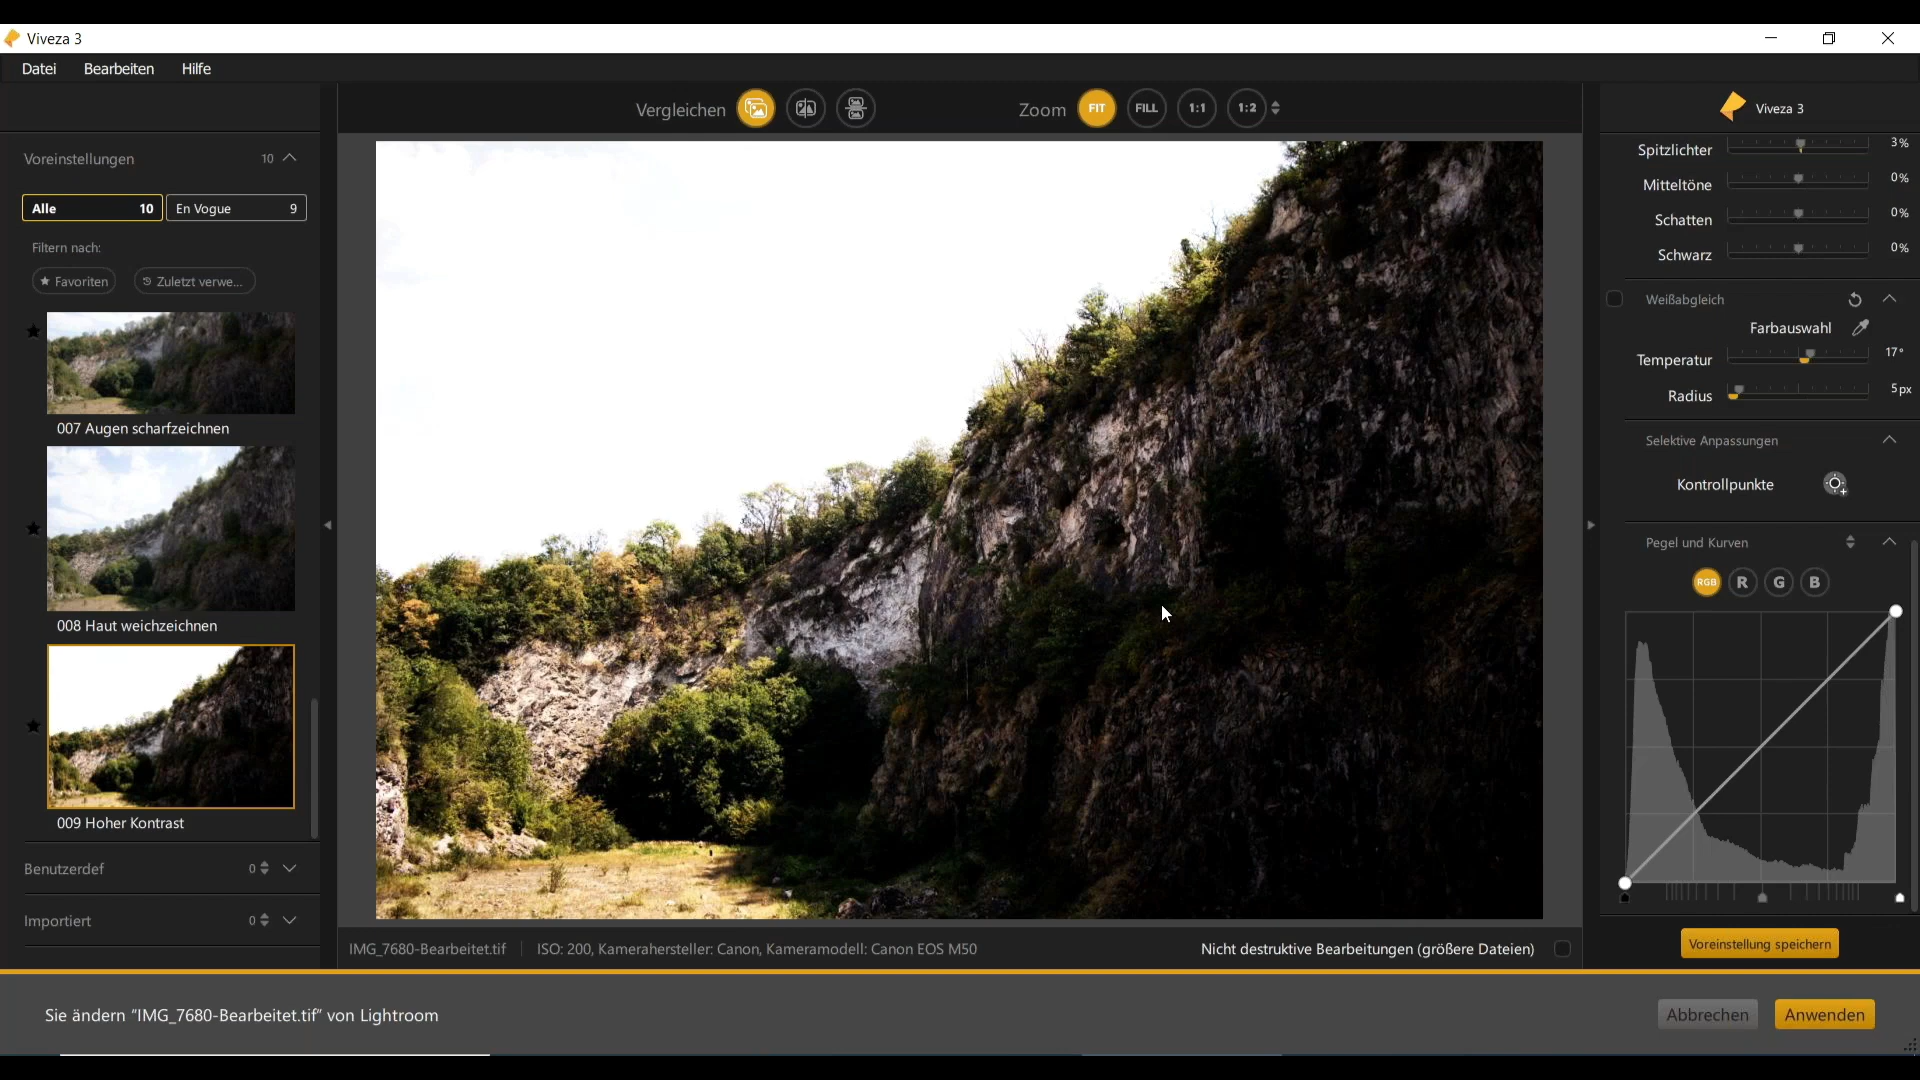 Viveza 3
Datei Bearbeiten Hilfe
Vergleichen Zoom FIT FILL 1:1 1:2
Viveza 3
Voreinstellungen 10
Alle 10 En Vogue 9
Filtern nach:
Favoriten Zuletzt verwe...
007 Augen scharfzeichnen
008 Haut weichzeichnen
009 Hoher Kontrast
Benutzerdef 0
Importiert 0
Spitzlichter 3%
Mitteltöne 0%
Schatten 0%
Schwarz 0%
Weißabgleich
Farbauswahl
Temperatur 17°
Radius 5px
Selektive Anpassungen
Kontrollpunkte
Pegel und Kurven
RGB R G B
Voreinstellung speichern
IMG_7680-Bearbeitet.tif ISO: 200, Kamerahersteller: Canon, Kameramodell: Canon EOS M50 Nicht destruktive Bearbeitungen (größere Dateien)
Sie ändern "IMG_7680-Bearbeitet.tif" von Lightroom
Abbrechen Anwenden